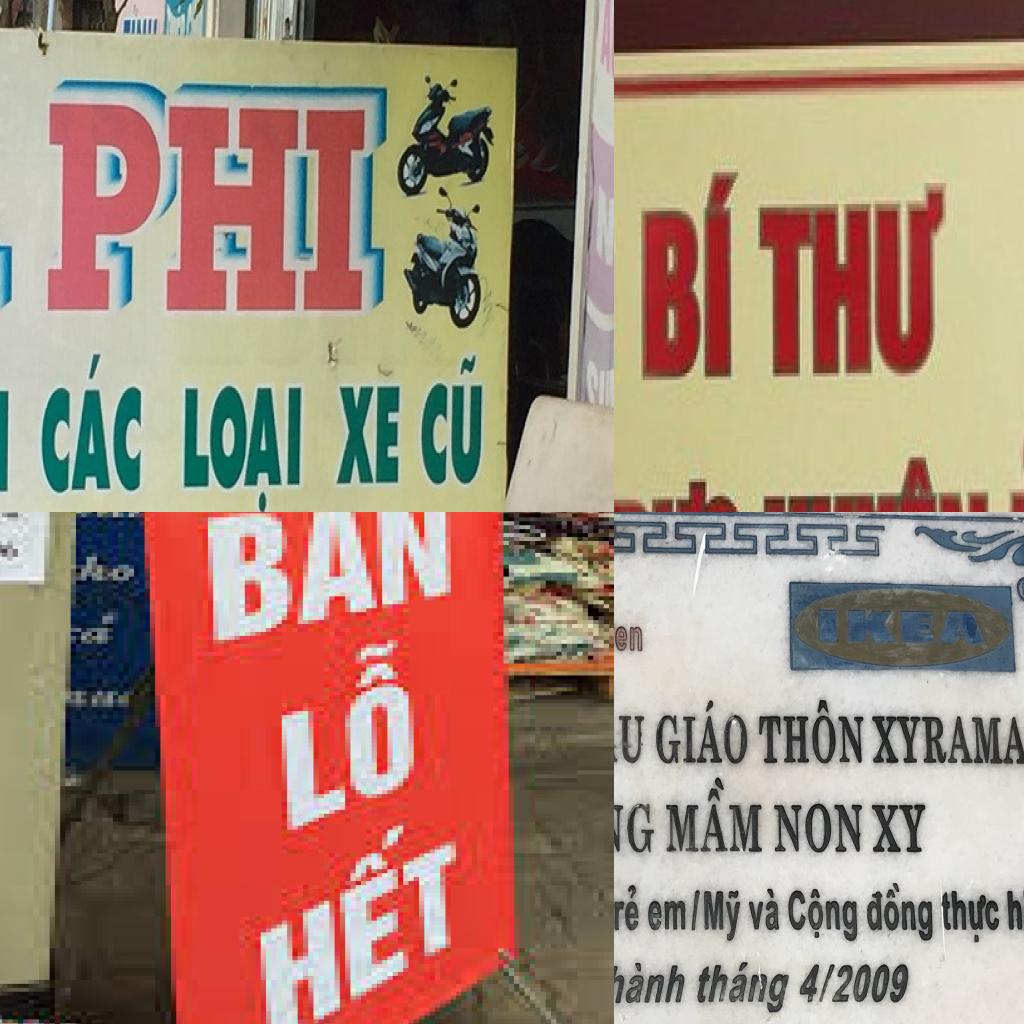 PHI
CÁC LOẠI XE CŨ
BÍ THƯ
BÁN
LỖ
HẾT
IKEA
en
GIÁO THÔN XYRAMA
MẦM NON XY
em/Mỹ và Cộng đồng thực
tháng 4/2009